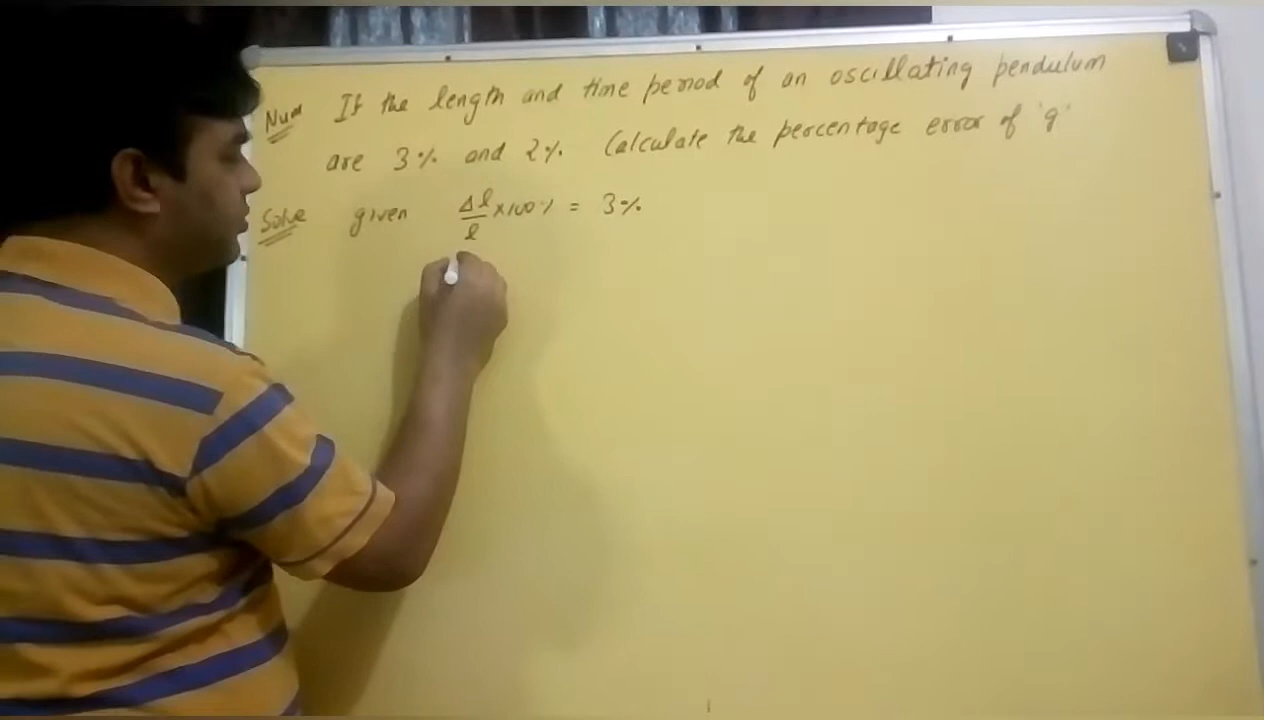 Num If the length and time period of an oscillating pendulum
are 3% and 2% Calculate the percentage error of 'g'
Solve given Δl/l ×100% = 3%